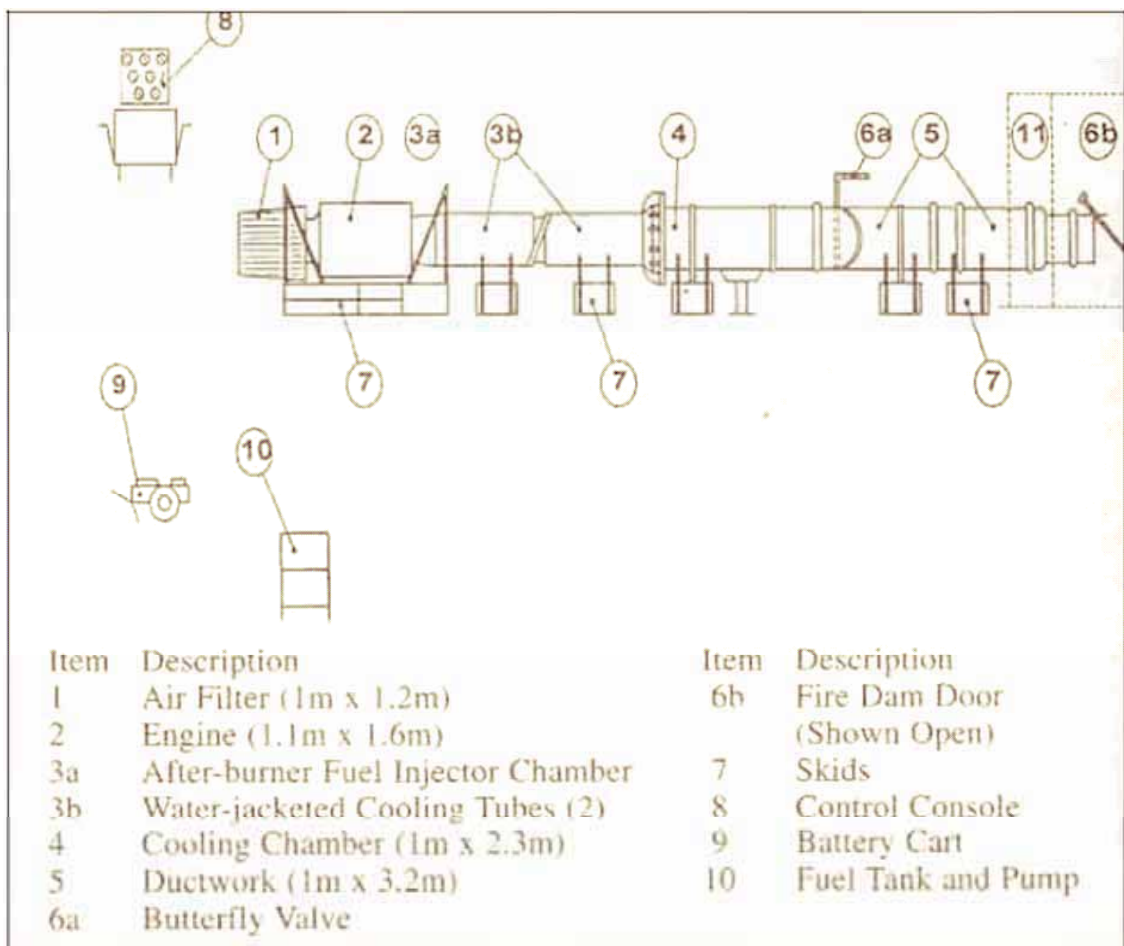 8
1
2
3a
3b
4
6a
5
11
6b
7
7
7
9
10
Item Description
1 Air Filter (1m x 1.2m)
2 Engine (1.1m x 1.6m)
3a After-burner Fuel Injector Chamber
3b Water-jacketed Cooling Tubes (2)
4 Cooling Chamber (1m x 2.3m)
5 Ductwork (1m x 3.2m)
6a Butterfly Valve
Item Description
6b Fire Dam Door
(Shown Open)
7 Skids
8 Control Console
9 Battery Cart
10 Fuel Tank and Pump